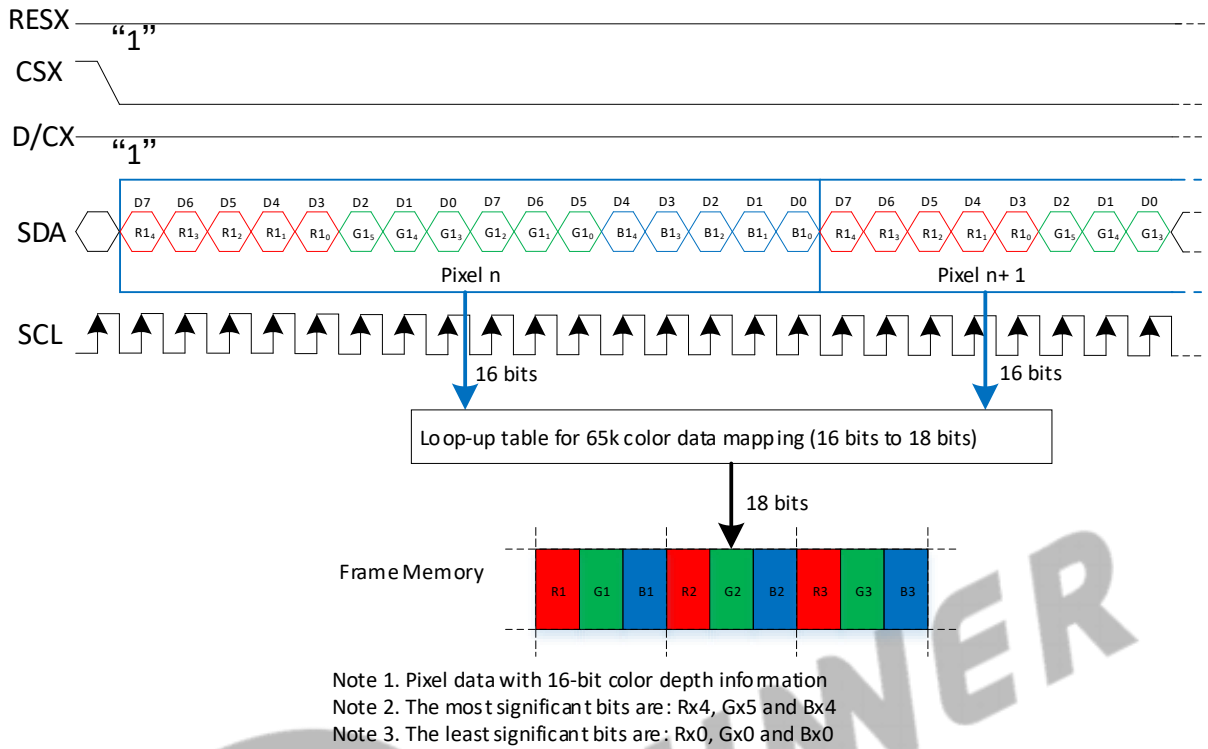 RESX
“1”
CSX
D/CX
“1”
D7 D6 D5 D4 D3 D2 D1 D0 D7 D6 D5 D4 D3 D2 D1 D0 D7 D6 D5 D4 D3 D2 D1 D0
SDA R1₄ R1₃ R1₂ R1₁ R1₀ G1₅ G1₄ G1₃ G1₂ G1₁ G1₀ B1₄ B1₃ B1₂ B1₁ B1₀ R1₄ R1₃ R1₂ R1₁ R1₀ G1₅ G1₄ G1₃
Pixel n Pixel n+ 1
SCL
16 bits 16 bits
Loop-up table for 65k color data mapping (16 bits to 18 bits)
18 bits
Frame Memory R1 G1 B1 R2 G2 B2 R3 G3 B3
Note 1. Pixel data with 16-bit color depth information
Note 2. The most significant bits are: Rx4, Gx5 and Bx4
Note 3. The least significant bits are: Rx0, Gx0 and Bx0